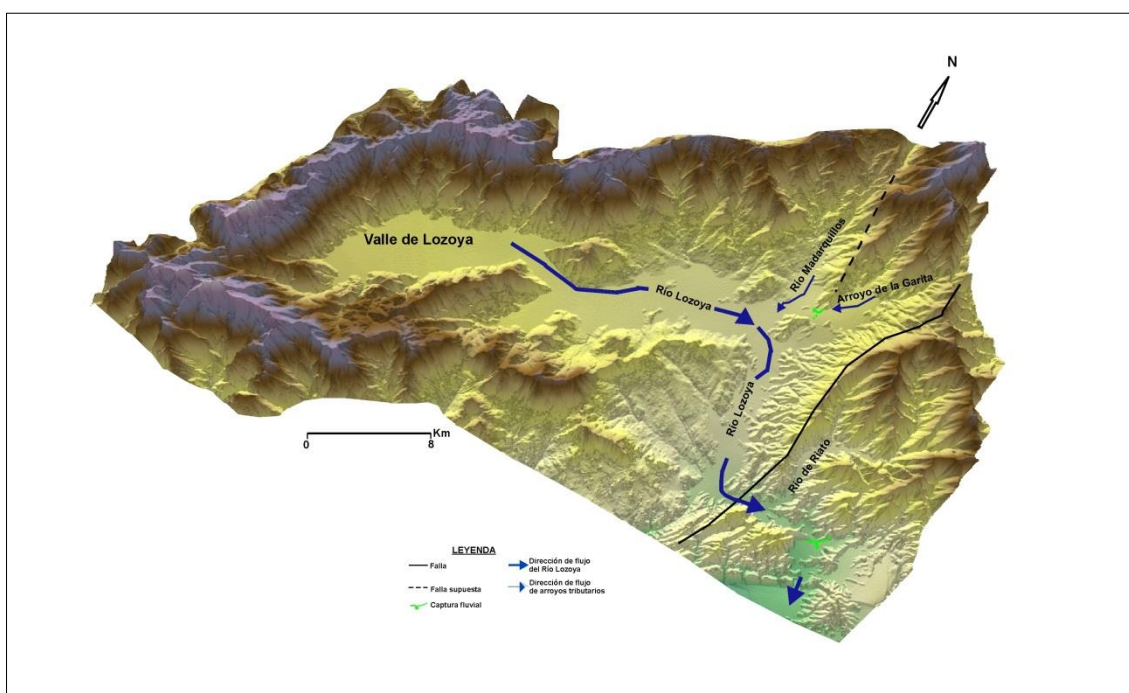 N
Valle de Lozoya
Río Madarquillos
Arroyo de la Garita
Río Lozoya
Río Lozoya
Río de Riato
Km
0 8
LEYENDA
Falla
Falla supuesta
Captura fluvial
Dirección de flujo
del Río Lozoya
Dirección de flujo
de arroyos tributarios